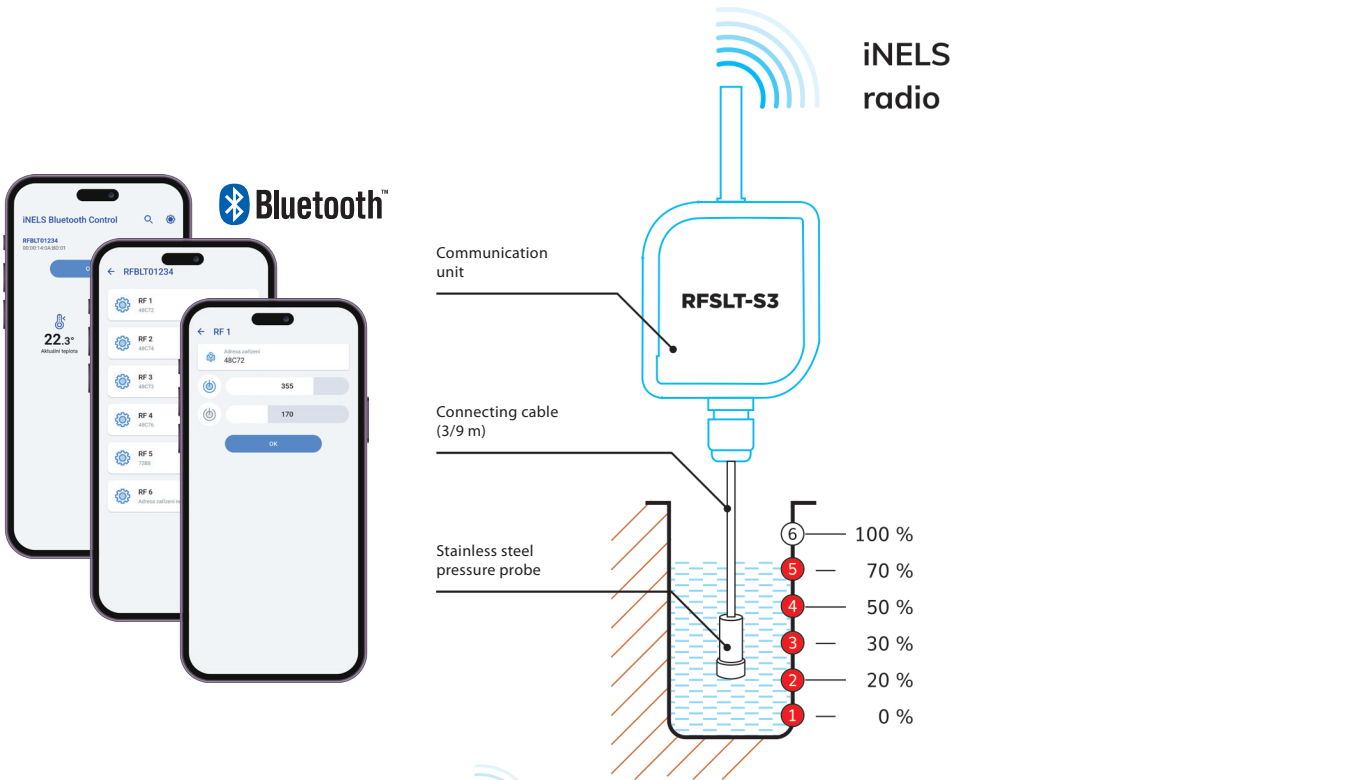 iNELS
radio
Bluetooth™
iNELS Bluetooth Control
RFBLT01234
00:00:14:0A:BD:01
22.3°
Aktuální teplota
RFBLT01234
RF 1
48C72
RF 2
48C74
RF 3
48C73
RF 4
48C76
RF 5
RF 6
Adresa zařízení
RF 1
Adresa zařízení
48C72
355
170
OK
Communication
unit
RFSLT-S3
Connecting cable
(3/9 m)
Stainless steel
pressure probe
6 100 %
5 70 %
4 50 %
3 30 %
2 20 %
1 0 %